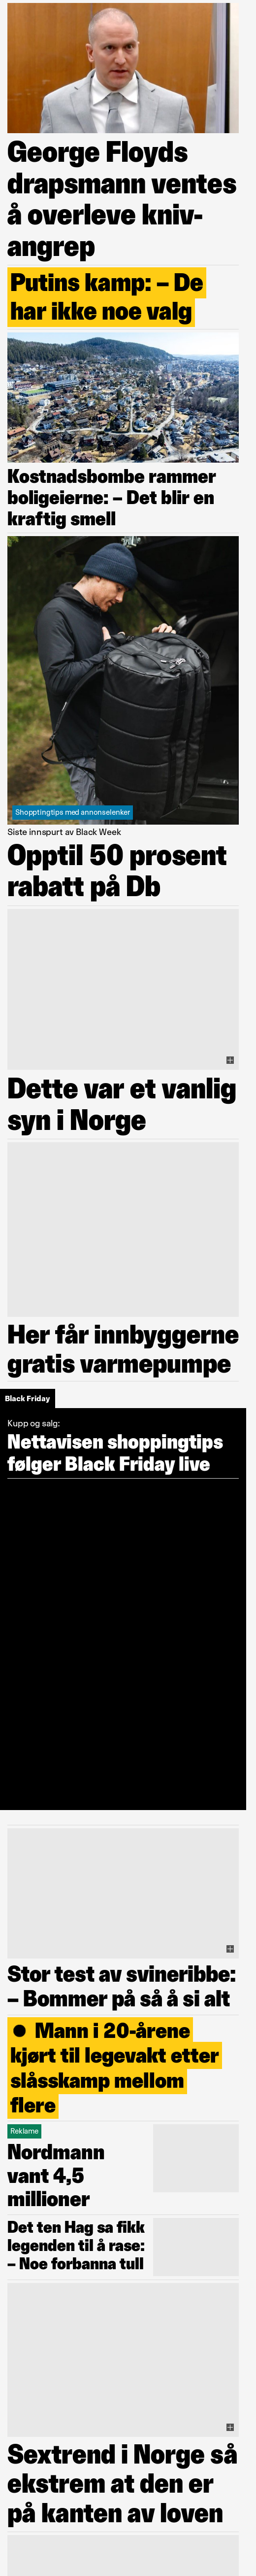 George Floyds
drapsmann ventes
å overleve kniv-
angrep
Putins kamp: – De
har ikke noe valg
Kostnadsbombe rammer
boligeierne: – Det blir en
kraftig smell
Shopptingtips med annonselenker
Siste innspurt av Black Week
Opptil 50 prosent
rabatt på Db
Dette var et vanlig
syn i Norge
Her får innbyggerne
gratis varmepumpe
Black Friday
Kupp og salg:
Nettavisen shoppingtips
følger Black Friday live
Stor test av svineribbe:
– Bommer på så å si alt
● Mann i 20-årene
kjørt til legevakt etter
slåsskamp mellom
flere
Reklame
Nordmann
vant 4,5
millioner
Det ten Hag sa fikk
legenden til å rase:
– Noe forbanna tull
Sextrend i Norge så
ekstrem at den er
på kanten av loven